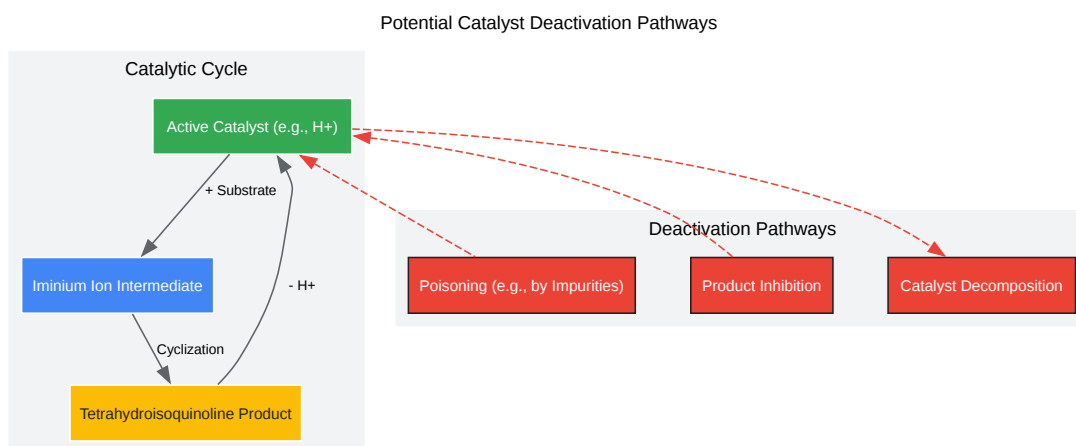 Potential Catalyst Deactivation Pathways
Catalytic Cycle
Active Catalyst (e.g., H+)
+ Substrate
Deactivation Pathways
Iminium Ion Intermediate
- H+
Poisoning (e.g., by Impurities)
Product Inhibition
Catalyst Decomposition
Cyclization
Tetrahydroisoquinoline Product